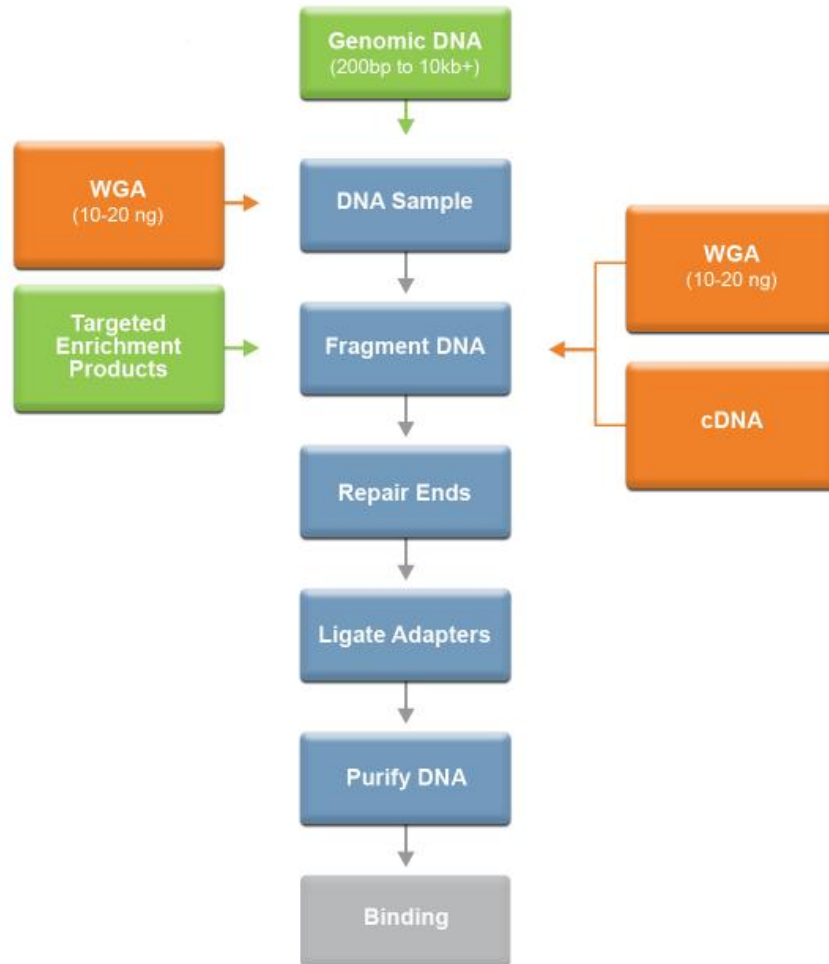 Genomic DNA
(200bp to 10kb+)
WGA
(10-20 ng)
DNA Sample
WGA
(10-20 ng)
Targeted
Enrichment
Products
Fragment DNA
cDNA
Repair Ends
Ligate Adapters
Purify DNA
Binding